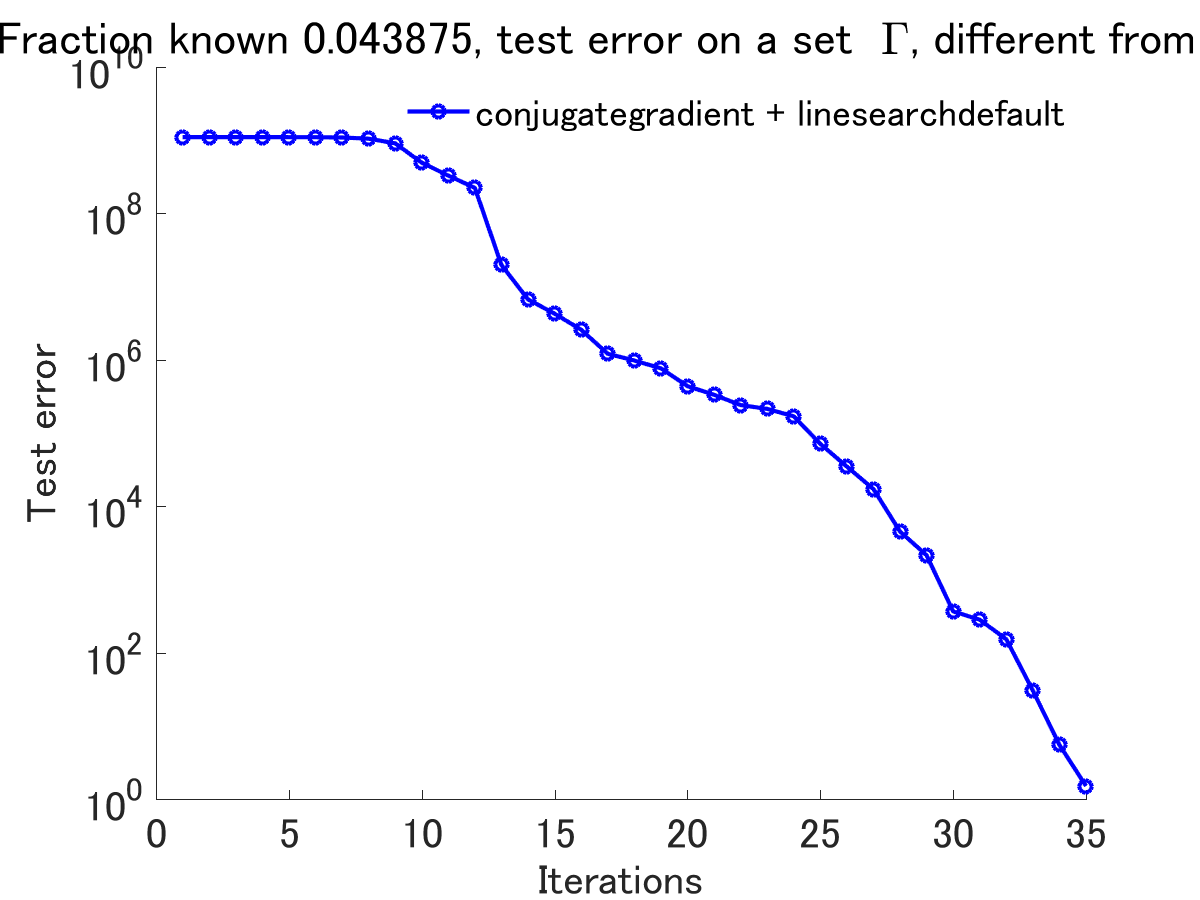 Fraction known 0.043875, test error on a set Γ, different from
10^10
conjugategradient + linesearchdefault
10^8
10^6
10^4
10^2
10^0
Test error
0 5 10 15 20 25 30 35
Iterations